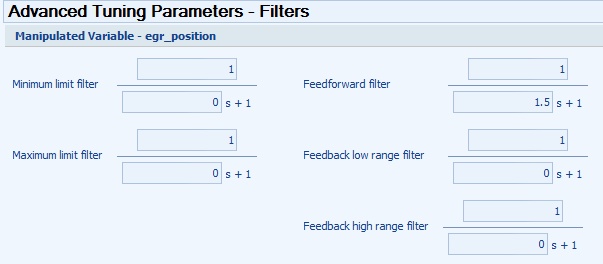 Advanced Tuning Parameters - Filters
Manipulated Variable - egr_position
Minimum limit filter
1
0 s + 1
Feedforward filter
1
1.5 s + 1
Maximum limit filter
1
0 s + 1
Feedback low range filter
1
0 s + 1
Feedback high range filter
1
0 s + 1